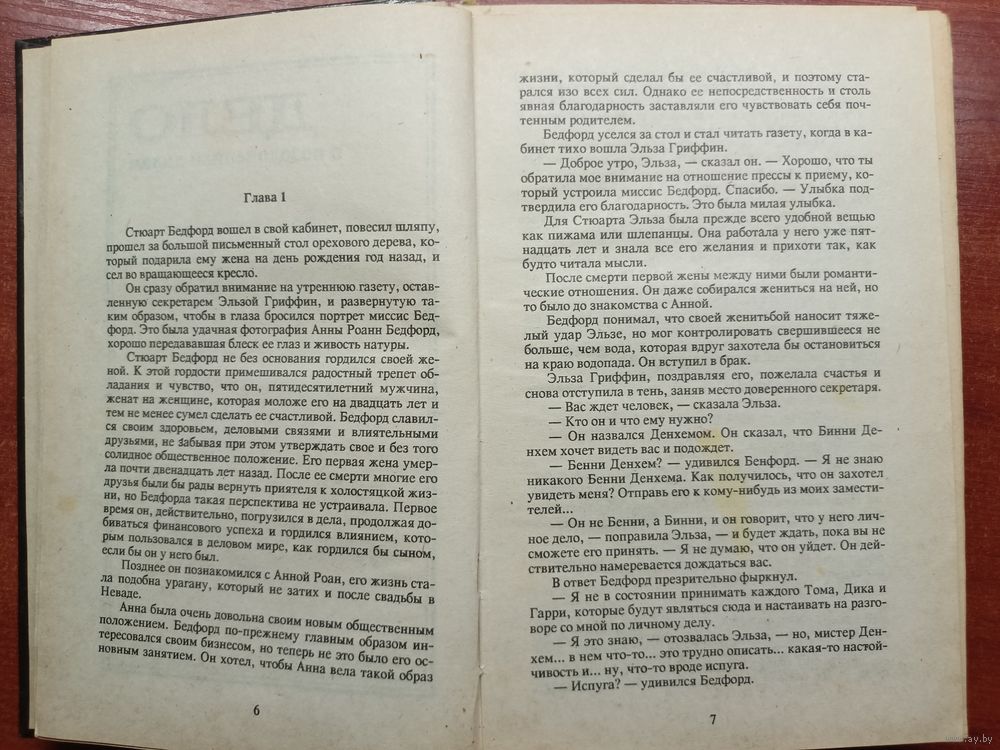 Глава 1
Стюарт Бедфорд вошел в свой кабинет, повесил шляпу,
прошел за большой письменный стол орехового дерева, ко-
торый подарила ему жена на день рождения год назад, и
сел во вращающееся кресло.
Он сразу обратил внимание на утреннюю газету, остав-
ленную секретарем Эльзой Гриффин, и развернутую та-
ким образом, чтобы в глаза бросился портрет миссис Бед-
форд. Это была удачная фотография Анны Роанн Бедфорд,
хорошо передававшая блеск ее глаз и живость натуры.
Стюарт Бедфорд не без основания гордился своей же-
ной. К этой гордости примешивался радостный трепет об-
ладания и чувство, что он, пятидесятилетний мужчина,
женат на женщине, которая моложе его на двадцать лет и
тем не менее сумел сделать ее счастливой. Бедфорд славил-
ся своим здоровьем, деловыми связями и влиятельными
друзьями, не забывая при этом утверждать свое и без того
солидное общественное положение. Его первая жена умер-
ла почти двенадцать лет назад. После ее смерти многие его
друзья были бы рады вернуть приятеля к холостяцкой жиз-
ни, но Бедфорда такая перспектива не устраивала. Первое
время он, действительно, погрузился в дела, продолжая до-
биваться финансового успеха и гордился влиянием, кото-
рым пользовался в деловом мире, как гордился бы сыном,
если бы он у него был.
Позднее он познакомился с Анной Роан, его жизнь ста-
ла подобна урагану, который не затих и после свадьбы в
Неваде.
Анна была очень довольна своим новым общественным
положением. Бедфорд по-прежнему главным образом ин-
тересовался своим бизнесом, но теперь не это было его ос-
новным занятием. Он хотел, чтобы Анна вела такой образ
6
жизни, который сделал бы ее счастливой, и поэтому ста-
рался изо всех сил. Однако ее непосредственность и столь
явная благодарность заставляли его чувствовать себя поч-
тенным родителем.
Бедфорд уселся за стол и стал читать газету, когда в ка-
бинет тихо вошла Эльза Гриффин.
— Доброе утро, Эльза, — сказал он. — Хорошо, что ты
обратила мое внимание на отношение прессы к приему, ко-
торый устроила миссис Бедфорд. Спасибо. — Улыбка под-
твердила его благодарность. Это была милая улыбка.
Для Стюарта Эльза была прежде всего удобной вещью
как пижама или шлепанцы. Она работала у него уже пят-
надцать лет и знала все его желания и прихоти так, как
будто читала мысли.
После смерти первой жены между ними были романти-
ческие отношения. Он даже собирался жениться на ней, но
то было до знакомства с Анной.
Бедфорд понимал, что своей женитьбой наносит тяже-
лый удар Эльзе, но мог контролировать свершившееся не
больше, чем вода, которая вдруг захотела бы остановиться
на краю водопада. Он вступил в брак.
Эльза Гриффин, поздравляя его, пожелала счастья и
снова отступила в тень, заняв место доверенного секретаря.
— Вас ждет человек, — сказала Эльза.
— Кто он и что ему нужно?
— Он назвался Денхемом. Он сказал, что Бинни Де-
нхем хочет видеть вас и подождет.
— Бенни Денхем? — удивился Бенфорд. — Я не знаю
никакого Бенни Денхема. Как получилось, что он захотел
увидеть меня? Отправь его к кому-нибудь из моих замести-
телей...
— Он не Бенни, а Бинни, и он говорит, что у него лич-
ное дело, — поправила Эльза, — и будет ждать, пока вы не
сможете его принять. — Я не думаю, что он уйдет. Он дей-
ствительно намеревается дождаться вас.
В ответ Бедфорд презрительно фыркнул.
— Я не в состоянии принимать каждого Тома, Дика и
Гарри, которые будут являться сюда и настаивать на разго-
воре со мной по личному делу.
— Я это знаю, — отозвалась Эльза, — но, мистер Ден-
хем... в нем что-то... это трудно описать... какая-то настой-
чивость и... ну, что-то вроде испуга.
— Испуга? — удивился Бедфорд.
7